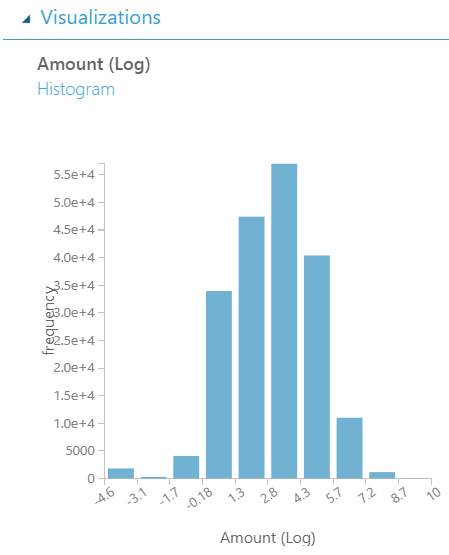 Visualizations
Amount (Log)
Histogram
5.5e+4
5.0e+4
4.5e+4
4.0e+4
3.5e+4
3.0e+4
2.5e+4
2.0e+4
1.5e+4
1.0e+4
5000
0
frequency
-4.6 -3.1 -1.7 -0.18 1.3 2.8 4.3 5.7 7.2 8.7 10
Amount (Log)